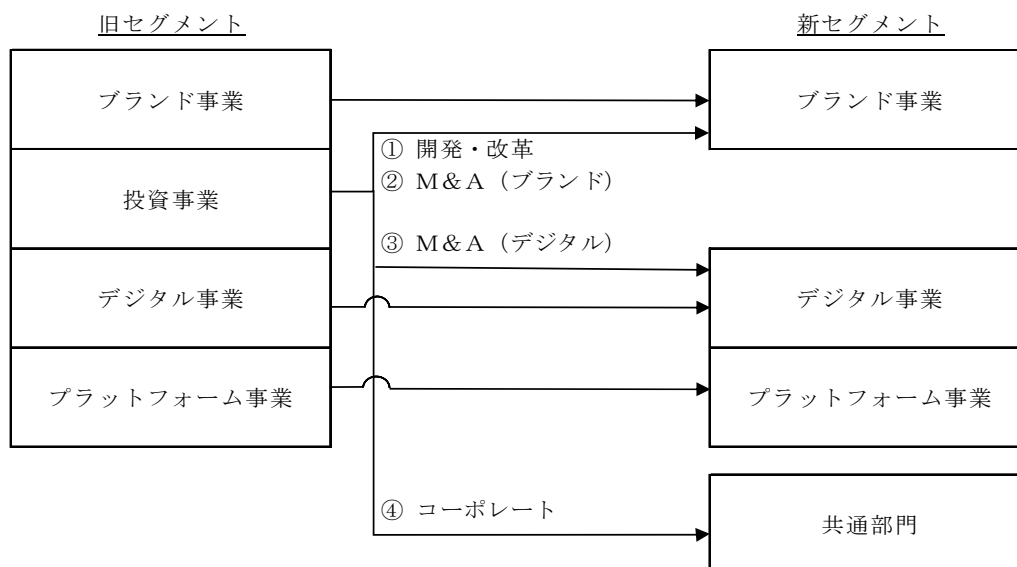 旧セグメント
新セグメント
ブランド事業
ブランド事業
① 開発・改革
② M&A（ブランド）
投資事業
③ M&A（デジタル）
デジタル事業
デジタル事業
プラットフォーム事業
プラットフォーム事業
④ コーポレート
共通部門